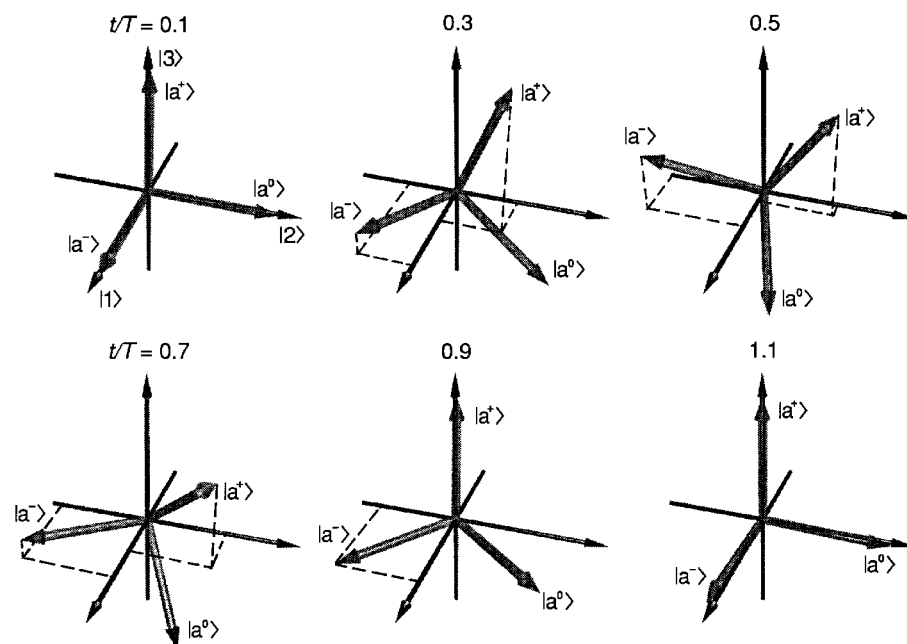 t/T = 0.1
0.3
0.5
|3⟩
|a⁺⟩
|a⁰⟩
|a⁻⟩
|2⟩
|1⟩
|a⁺⟩
|a⁻⟩
|a⁰⟩
|a⁻⟩
|a⁺⟩
|a⁰⟩
t/T = 0.7
0.9
1.1
|a⁺⟩
|a⁻⟩
|a⁰⟩
|a⁺⟩
|a⁻⟩
|a⁰⟩
|a⁺⟩
|a⁻⟩
|a⁰⟩